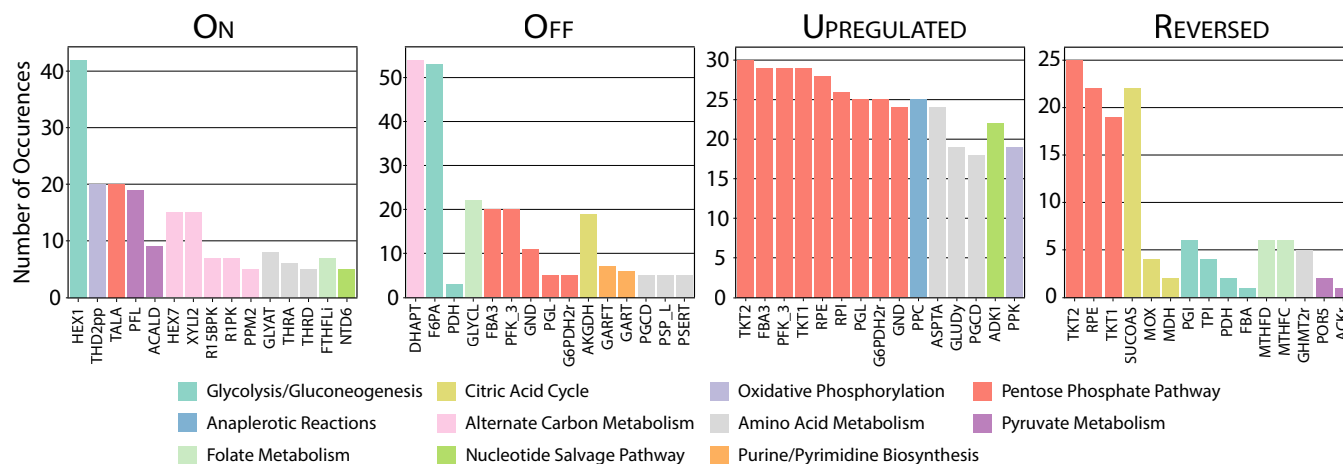 ON
OFF
UPREGULATED
REVERSED
Number of Occurences
40
30
20
10
0
HEX1
THD2pp
TALA
PFL
ACALD
HEX7
XYLI2
R15BPK
R1PK
PPM2
GLYAT
THRA
THRD
FTHFLi
NTD6
50
40
30
20
10
0
DHAPT
F6PA
PDH
GLYCL
FBA3
PFK_3
GND
PGL
G6PDH2r
AKGDH
GARFT
GART
PGCD
PSP_L
PSERT
30
25
20
15
10
5
0
TKT2
FBA3
PFK_3
TKT1
RPE
RPI
PGL
G6PDH2r
GND
PPC
ASPTA
GLUDy
PGCD
ADK1
PPK
25
20
15
10
5
0
TKT2
RPE
TKT1
SUCOAS
MOX
MDH
PGI
TPI
PDH
FBA
MTHFD
MTHFC
GHMT2r
POR5
ACKr
Glycolysis/Gluconeogenesis
Citric Acid Cycle
Oxidative Phosphorylation
Pentose Phosphate Pathway
Anaplerotic Reactions
Alternate Carbon Metabolism
Amino Acid Metabolism
Pyruvate Metabolism
Folate Metabolism
Nucleotide Salvage Pathway
Purine/Pyrimidine Biosynthesis